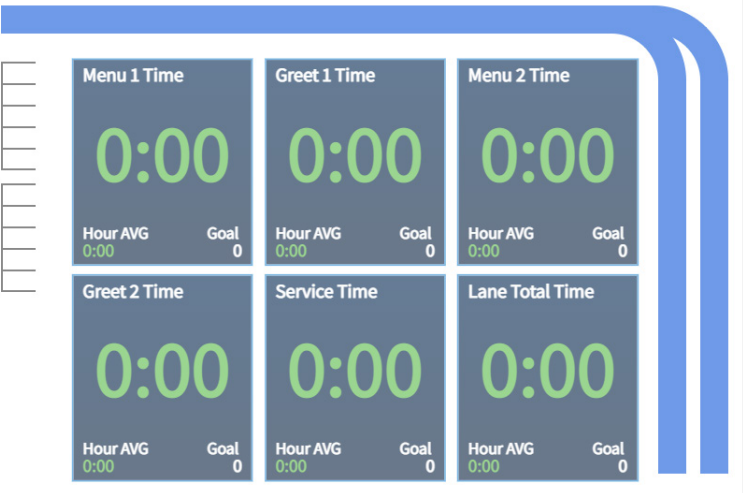 Menu 1 Time
0:00
Hour AVG Goal
0:00 0
Greet 1 Time
0:00
Hour AVG Goal
0:00 0
Menu 2 Time
0:00
Hour AVG Goal
0:00 0
Greet 2 Time
0:00
Hour AVG Goal
0:00 0
Service Time
0:00
Hour AVG Goal
0:00 0
Lane Total Time
0:00
Hour AVG Goal
0:00 0